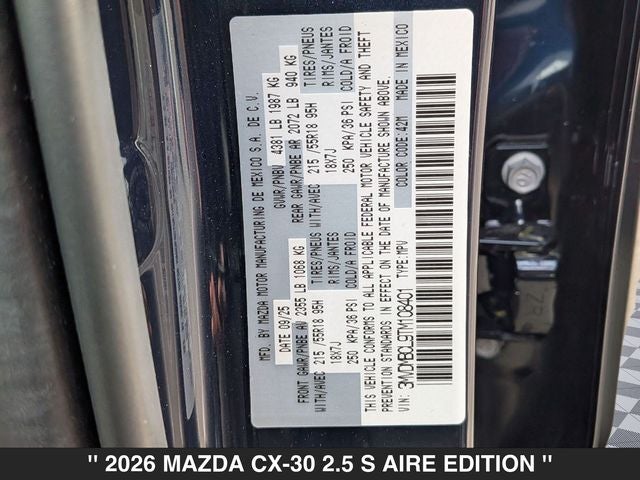 MFD. BY MAZDA MOTOR MANUFACTURING DE MEXICO S.A. DE C.V.
DATE 09/25 GVWR/PNBV 4381 LB 1987 KG
FRONT GAWR/PNBE AV 2355 LB 1068 KG REAR GAWR/PNBE AR 2072 LB 940 KG
WITH/AVEC TIRES/PNEUS WITH/AVEC TIRES/PNEUS
215 /55R18 95H RIMS/JANTES 215 /55R18 95H RIMS/JANTES
18X7J COLD/A FROID 18X7J COLD/A FROID
250 KPA/36 PSI 250 KPA/36 PSI
THIS VEHICLE CONFORMS TO ALL APPLICABLE FEDERAL MOTOR VEHICLE SAFETY AND THEFT
PREVENTION STANDARDS IN EFFECT ON THE DATE OF MANUFACTURE SHOWN ABOVE.
VIN: 3MVDMBCL9TM108401 TYPE:MPV COLOR CODE:42M MADE IN MEXICO
" 2026 MAZDA CX-30 2.5 S AIRE EDITION "